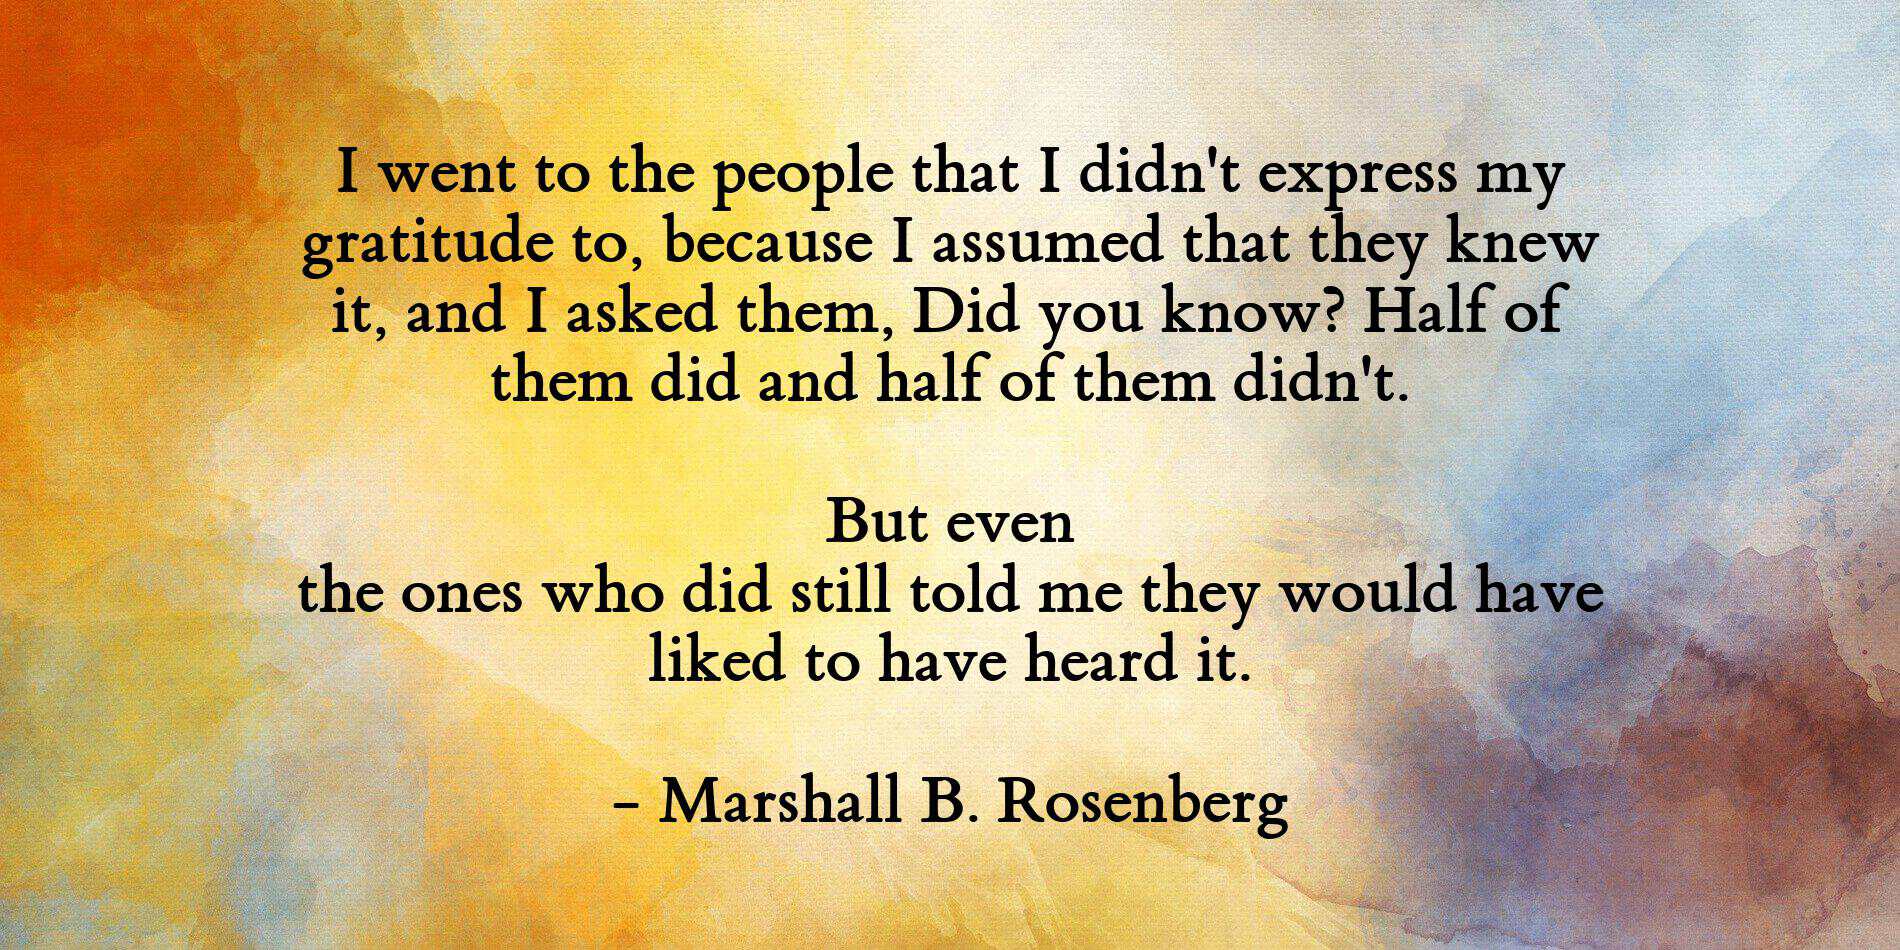 I went to the people that I didn't express my
gratitude to, because I assumed that they knew
it, and I asked them, Did you know? Half of
them did and half of them didn't.
But even
the ones who did still told me they would have
liked to have heard it.
- Marshall B. Rosenberg